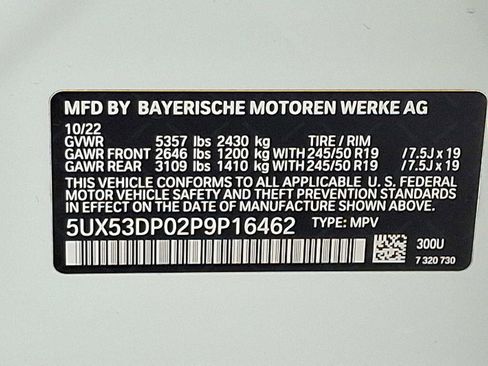 MFD BY BAYERISCHE MOTOREN WERKE AG
10/22
GVWR 5357 lbs 2430 kg TIRE / RIM
GAWR FRONT 2646 lbs 1200 kg WITH 245/50 R19 /7.5J x 19
GAWR REAR 3109 lbs 1410 kg WITH 245/50 R19 /7.5J x 19
THIS VEHICLE CONFORMS TO ALL APPLICABLE U. S. FEDERAL
MOTOR VEHICLE SAFETY AND THEFT PREVENTION STANDARDS
IN EFFECT ON THE DATE OF MANUFACTURE SHOWN ABOVE.
5UX53DP02P9P16462 TYPE: MPV
300U
7 320 730